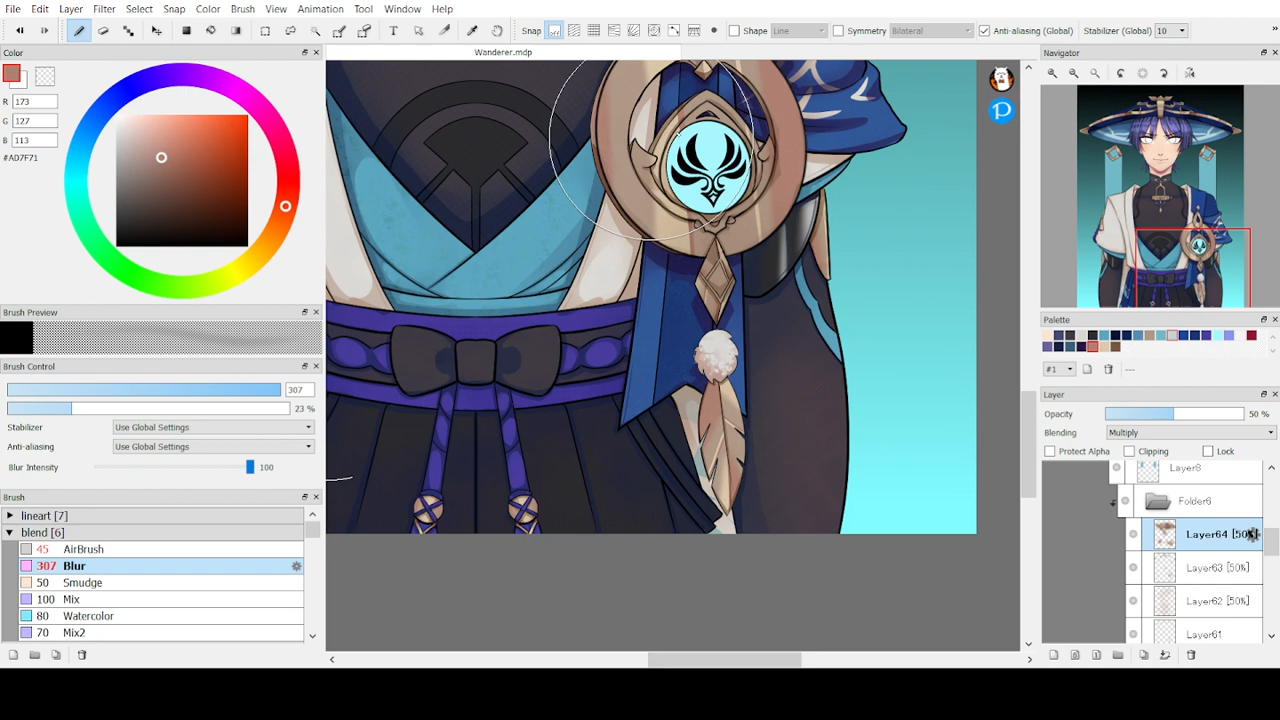 File Edit Layer Filter Select Snap Color Brush View Animation Tool Window Help
Snap Shape Line Symmetry Bilateral Anti-aliasing (Global) Stabilizer (Global) 10
Color
R 173
G 127
B 113
#AD7F71
Brush Preview
Brush Control
307
23 %
Stabilizer Use Global Settings
Anti-aliasing Use Global Settings
Blur Intensity 100
Brush
lineart [7]
blend [6]
45 AirBrush
307 Blur
50 Smudge
100 Mix
80 Watercolor
70 Mix2
Wanderer.mdp
Navigator
Palette
#1 ---
Layer
Opacity 50 %
Blending Multiply
Protect Alpha Clipping Lock
Layer8
Folder6
Layer64 [50%]
Layer63 [50%]
Layer62 [50%]
Layer61